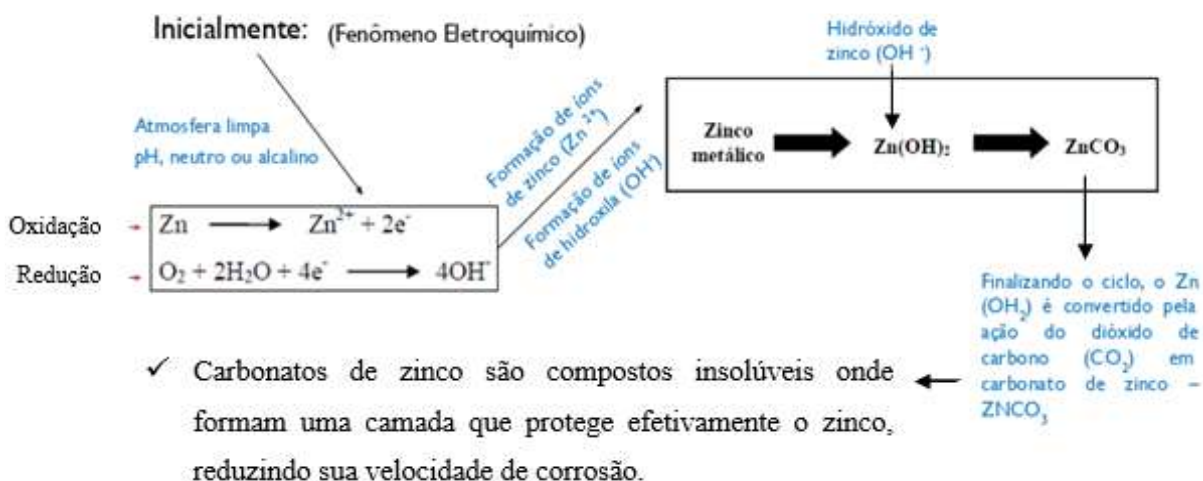 Inicialmente: (Fenômeno Eletroquímico)
Hidróxido de
zinco (OH ⁻)
Atmosfera limpa
pH, neutro ou alcalino
Formação de íons
de zinco (Zn ²⁺)
Formação de íons
de hidroxila (OH⁻)
Zinco
metálico
Zn(OH)₂
ZnCO₃
Oxidação
Zn ⟶ Zn²⁺ + 2e⁻
Redução
O₂ + 2H₂O + 4e⁻ ⟶ 4OH⁻
Finalizando o ciclo, o Zn
(OH₂) é convertido pela
ação do dióxido de
carbono (CO₂) em
carbonato de zinco –
ZNCO₃
✓ Carbonatos de zinco são compostos insolúveis onde
formam uma camada que protege efetivamente o zinco,
reduzindo sua velocidade de corrosão.